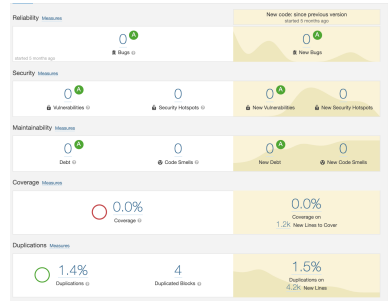 Reliability Measures
New code: since previous version
started 5 months ago
0 A
Bugs
started 5 months ago
0 A
New Bugs
Security Measures
0 A
Vulnerabilities
0
Security Hotspots
0 A
New Vulnerabilities
0
New Security Hotspots
Maintainability Measures
0 A
Debt
0
Code Smells
0 A
New Debt
0
New Code Smells
Coverage Measures
0.0%
Coverage
0.0%
Coverage on
1.2k New Lines to Cover
Duplications Measures
1.4%
Duplications
4
Duplicated Blocks
1.5%
Duplications on
4.2k New Lines